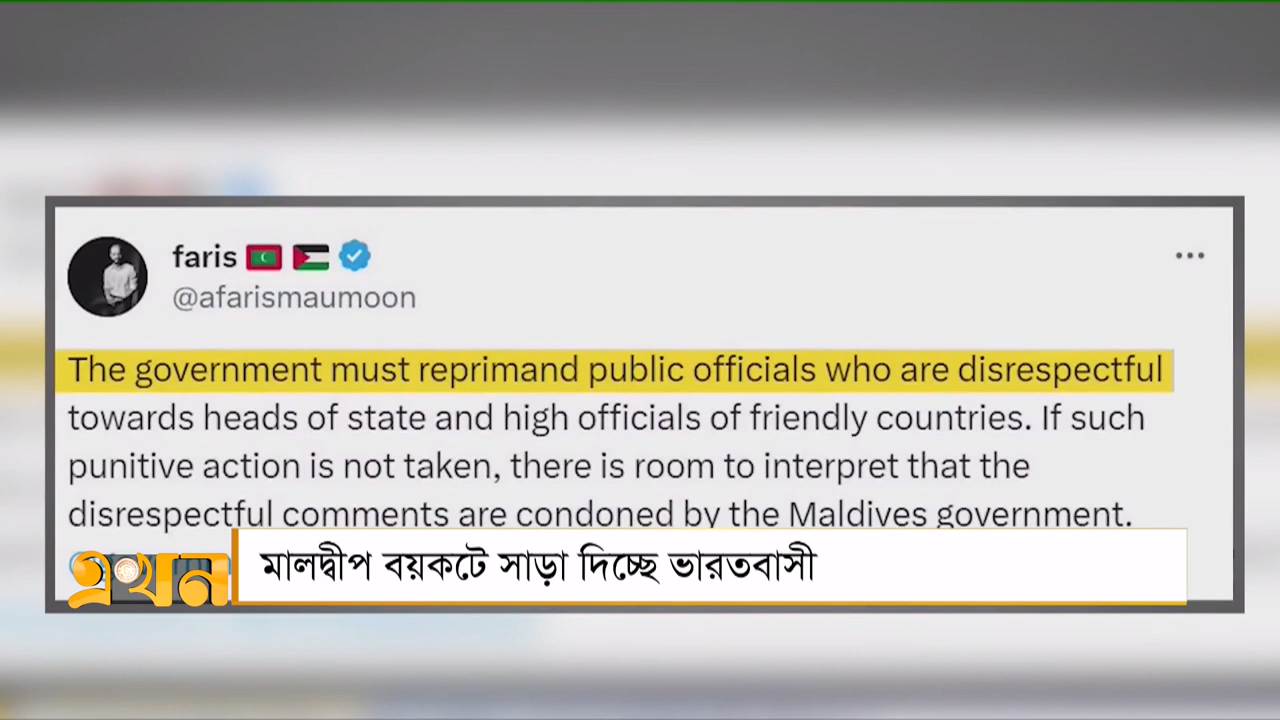 faris
@afarismaumoon
The government must reprimand public officials who are disrespectful
towards heads of state and high officials of friendly countries. If such
punitive action is not taken, there is room to interpret that the
disrespectful comments are condoned by the Maldives government.
এখন
মালদ্বীপ বয়কটে সাড়া দিচ্ছে ভারতবাসী